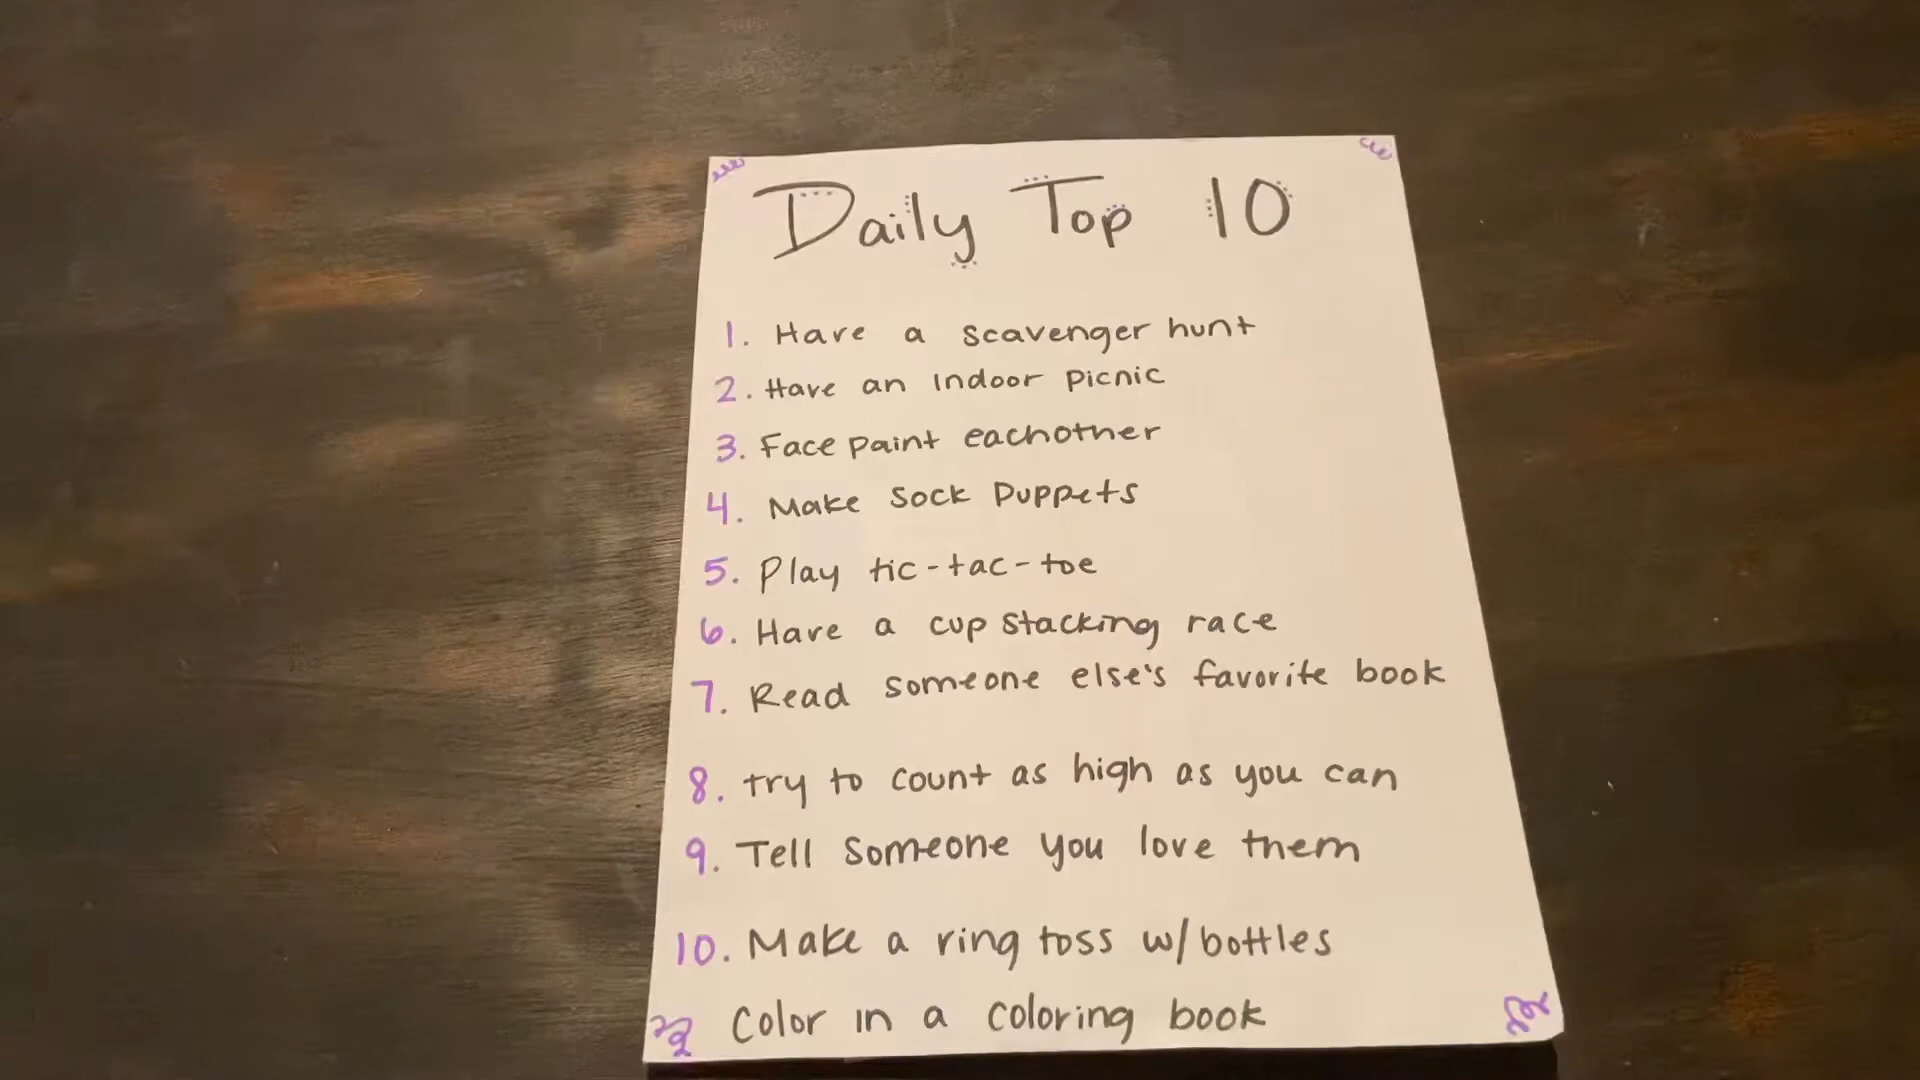 Daily Top 10
1. Have a scavenger hunt
2. Have an indoor picnic
3. Face paint eachother
4. Make sock puppets
5. Play tic-tac-toe
6. Have a cup stacking race
7. Read someone else's favorite book
8. try to count as high as you can
9. Tell someone you love them
10. Make a ring toss w/bottles
Color in a coloring book